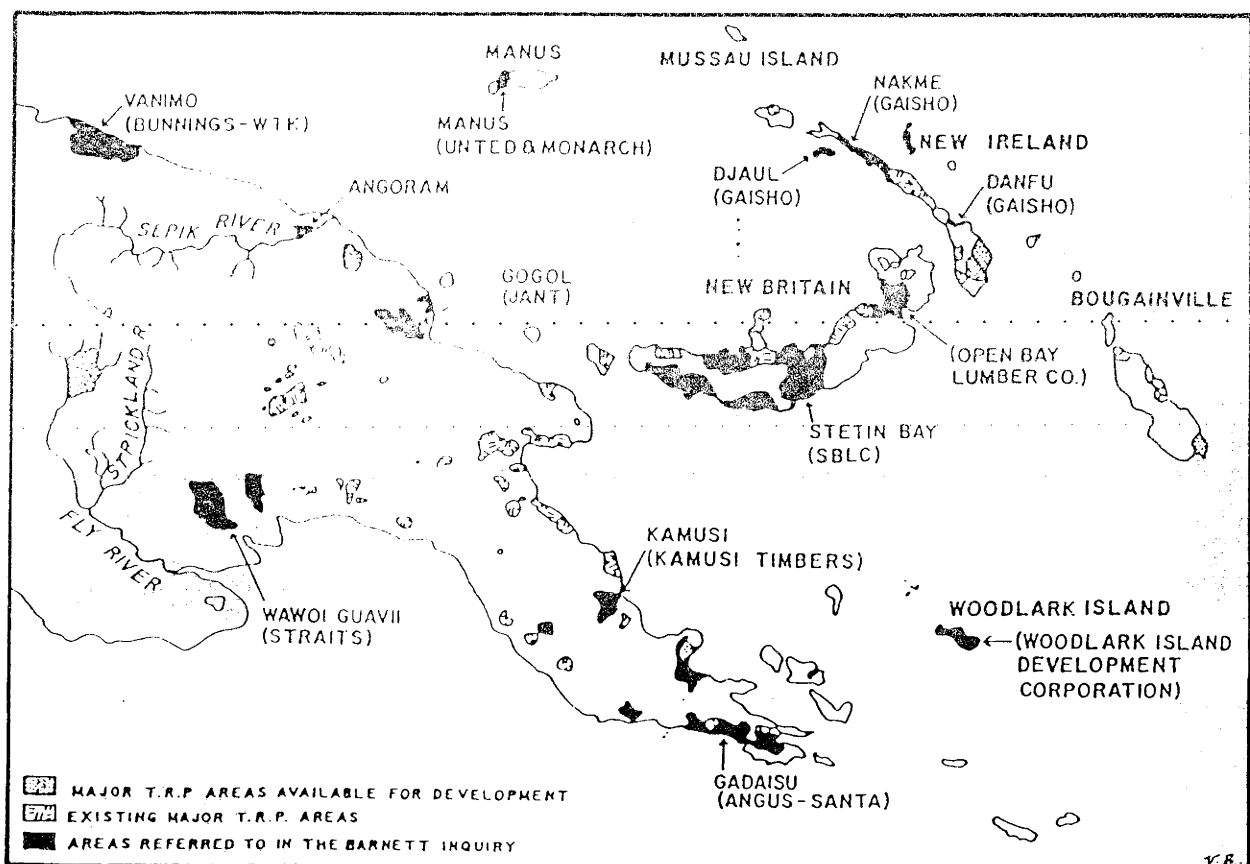 MANUS
MUSSAU ISLAND
VANIMO
(BUNNINGS-WTK)
MANUS
(UNTED & MONARCH)
NAKME
(GAISHO)
NEW IRELAND
DJAUL
(GAISHO)
DANFU
(GAISHO)
ANGORAM
SEPIK RIVER
GOGOL
(JANT)
NEW BRITAIN
BOUGAINVILLE
(OPEN BAY
LUMBER CO.)
STRICKLAND R
STETIN BAY
(SBLC)
FLY RIVER
KAMUSI
(KAMUSI TIMBERS)
WAWOI GUAVII
(STRAITS)
WOODLARK ISLAND
(WOODLARK ISLAND
DEVELOPMENT
CORPORATION)
GADAISU
(ANGUS-SANTA)
MAJOR T.R.P AREAS AVAILABLE FOR DEVELOPMENT
EXISTING MAJOR T.R.P. AREAS
AREAS REFERRED TO IN THE BARNETT INQUIRY